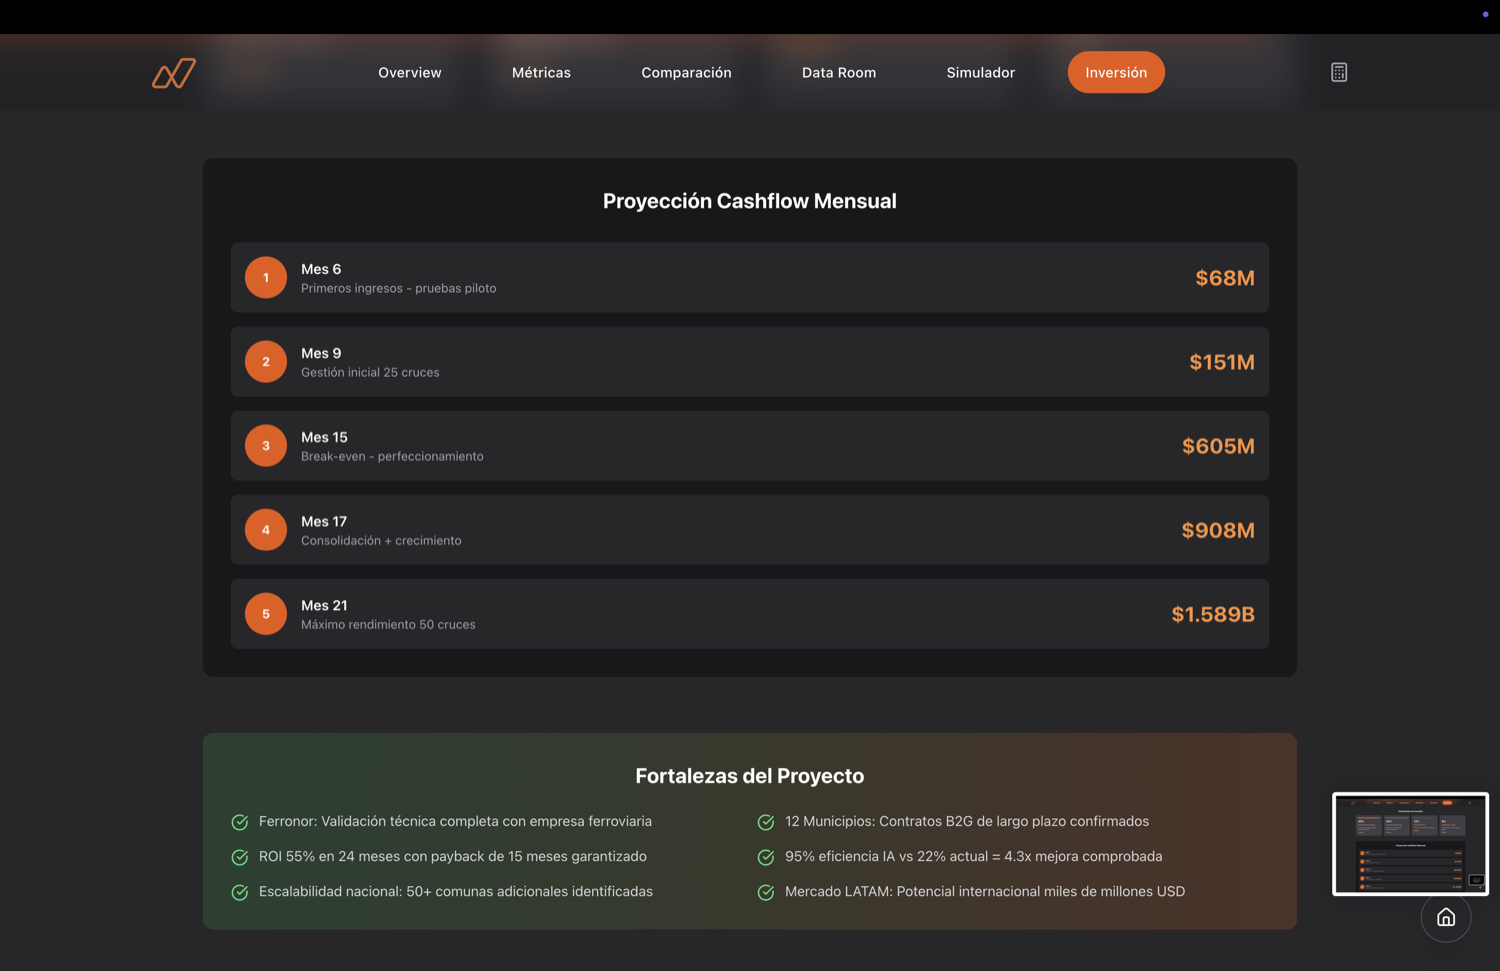 Overview Métricas Comparación Data Room Simulador Inversión
Proyección Cashflow Mensual
1
Mes 6
Primeros ingresos - pruebas piloto
$68M
2
Mes 9
Gestión inicial 25 cruces
$151M
3
Mes 15
Break-even - perfeccionamiento
$605M
4
Mes 17
Consolidación + crecimiento
$908M
5
Mes 21
Máximo rendimiento 50 cruces
$1.589B
Fortalezas del Proyecto
Ferronor: Validación técnica completa con empresa ferroviaria
12 Municipios: Contratos B2G de largo plazo confirmados
ROI 55% en 24 meses con payback de 15 meses garantizado
95% eficiencia IA vs 22% actual = 4.3x mejora comprobada
Escalabilidad nacional: 50+ comunas adicionales identificadas
Mercado LATAM: Potencial internacional miles de millones USD